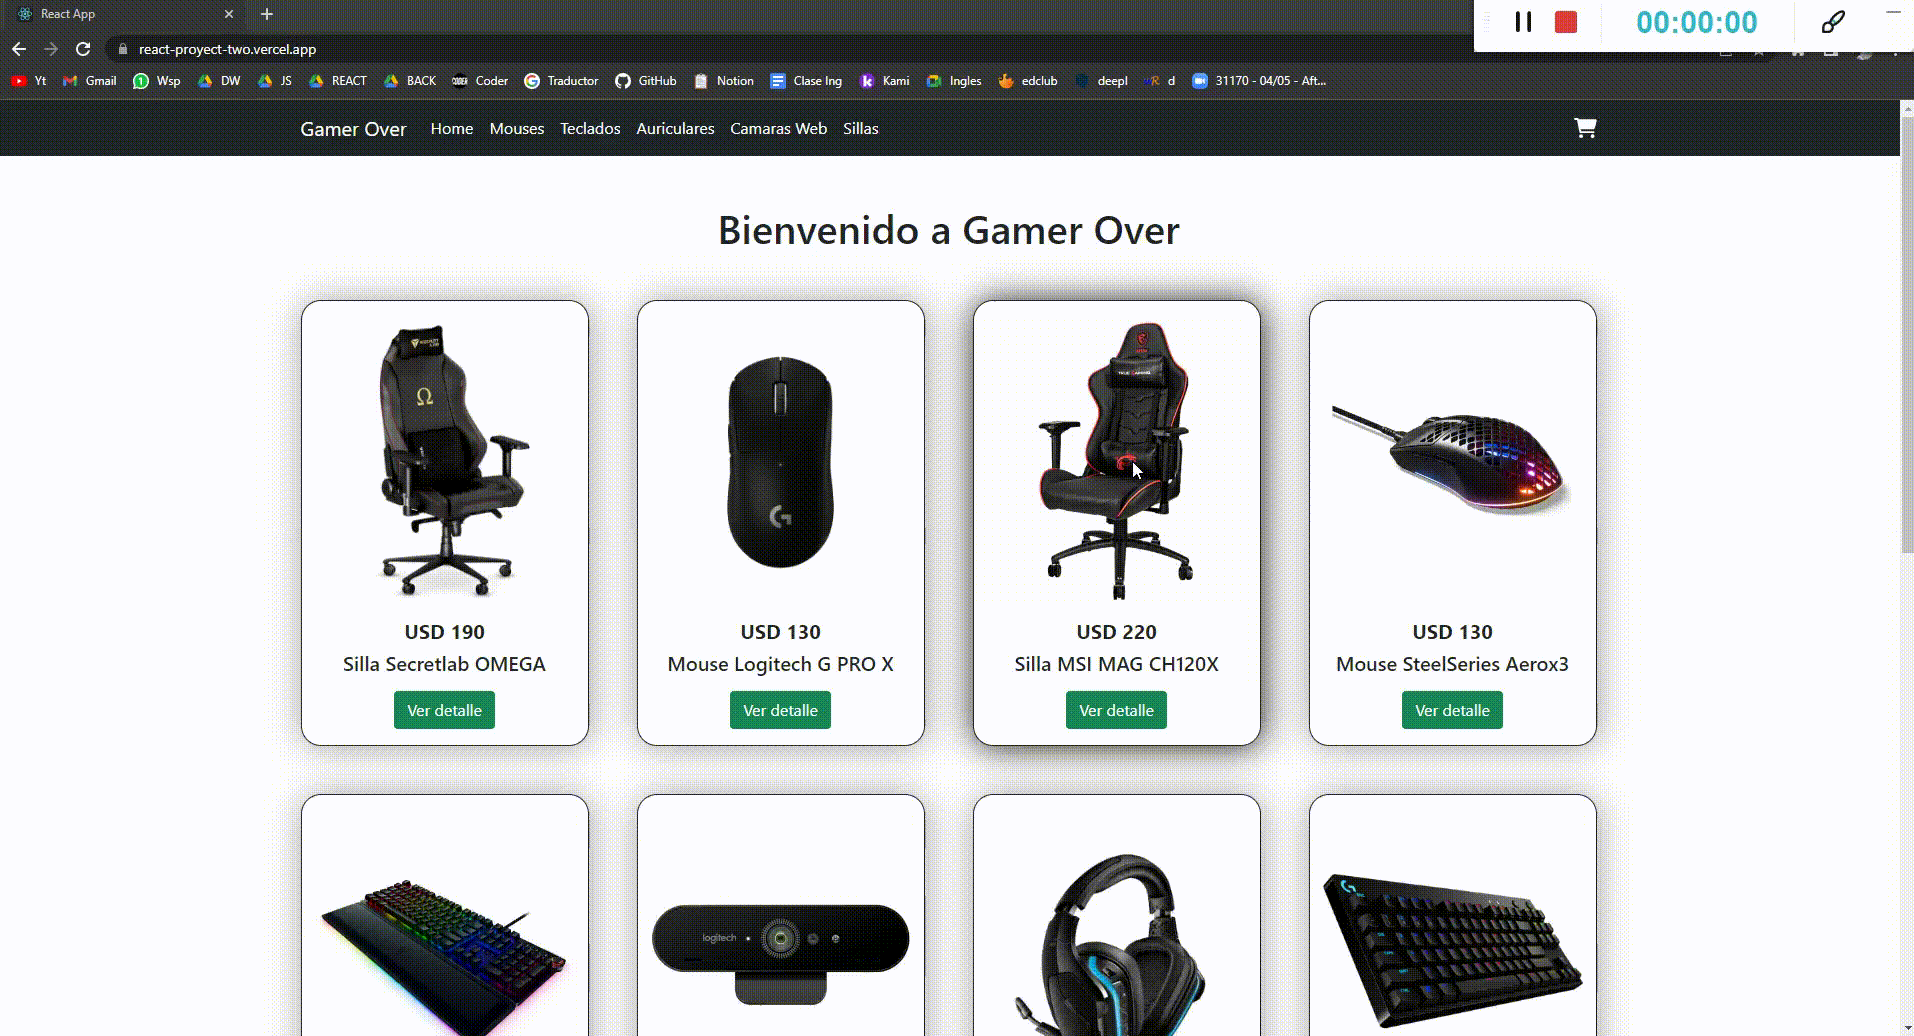 React App
00:00:00
react-proyect-two.vercel.app
Yt Gmail Wsp DW JS REACT BACK Coder Traductor GitHub Notion Clase Ing Kami Ingles edclub deepl d 31170 - 04/05 - Aft...
Gamer Over Home Mouses Teclados Auriculares Camaras Web Sillas
Bienvenido a Gamer Over
USD 190
Silla Secretlab OMEGA
Ver detalle
USD 130
Mouse Logitech G PRO X
Ver detalle
USD 220
Silla MSI MAG CH120X
Ver detalle
USD 130
Mouse SteelSeries Aerox3
Ver detalle
logitech